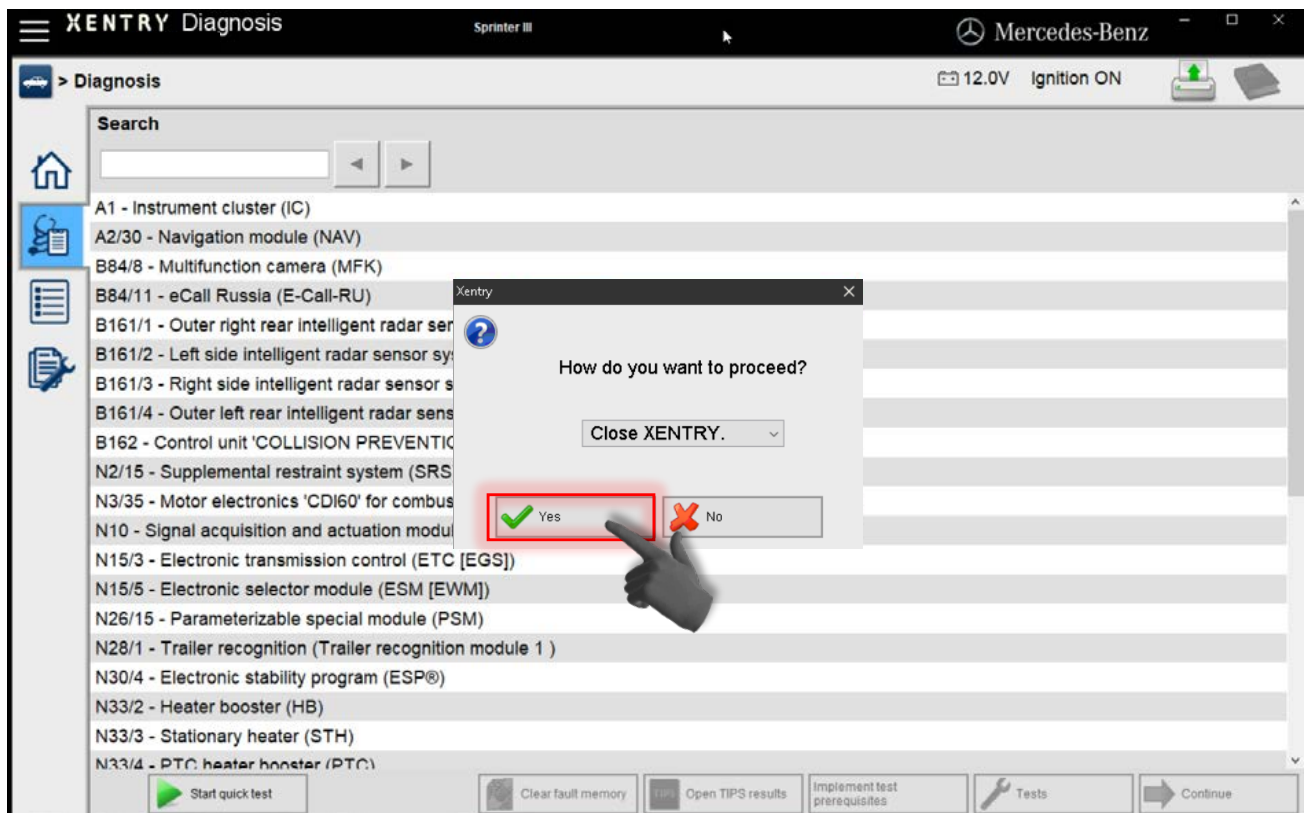 XENTRY Diagnosis
Sprinter III
Mercedes-Benz
> Diagnosis
12.0V
Ignition ON
Search
A1 - Instrument cluster (IC)
A2/30 - Navigation module (NAV)
B84/8 - Multifunction camera (MFK)
B84/11 - eCall Russia (E-Call-RU)
B161/1 - Outer right rear intelligent radar ser
B161/2 - Left side intelligent radar sensor sy
B161/3 - Right side intelligent radar sensor s
B161/4 - Outer left rear intelligent radar sens
B162 - Control unit 'COLLISION PREVENTIO
N2/15 - Supplemental restraint system (SRS
N3/35 - Motor electronics 'CDI60' for combus
N10 - Signal acquisition and actuation modul
N15/3 - Electronic transmission control (ETC [EGS])
N15/5 - Electronic selector module (ESM [EWM])
N26/15 - Parameterizable special module (PSM)
N28/1 - Trailer recognition (Trailer recognition module 1 )
N30/4 - Electronic stability program (ESP®)
N33/2 - Heater booster (HB)
N33/3 - Stationary heater (STH)
N33/4 - PTC heater booster (PTC)
Xentry
How do you want to proceed?
Close XENTRY.
Yes
No
Start quick test
Clear fault memory
TIPS
Open TIPS results
Implement test
prerequisites
Tests
Continue